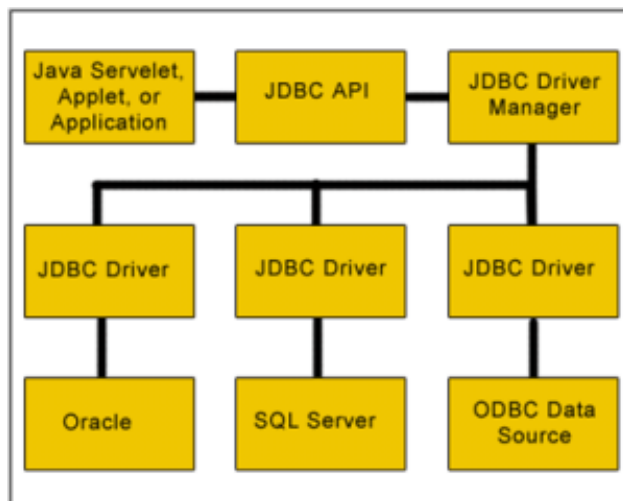 Java Servelet,
Applet, or
Application
JDBC API
JDBC Driver
Manager
JDBC Driver
JDBC Driver
JDBC Driver
Oracle
SQL Server
ODBC Data
Source